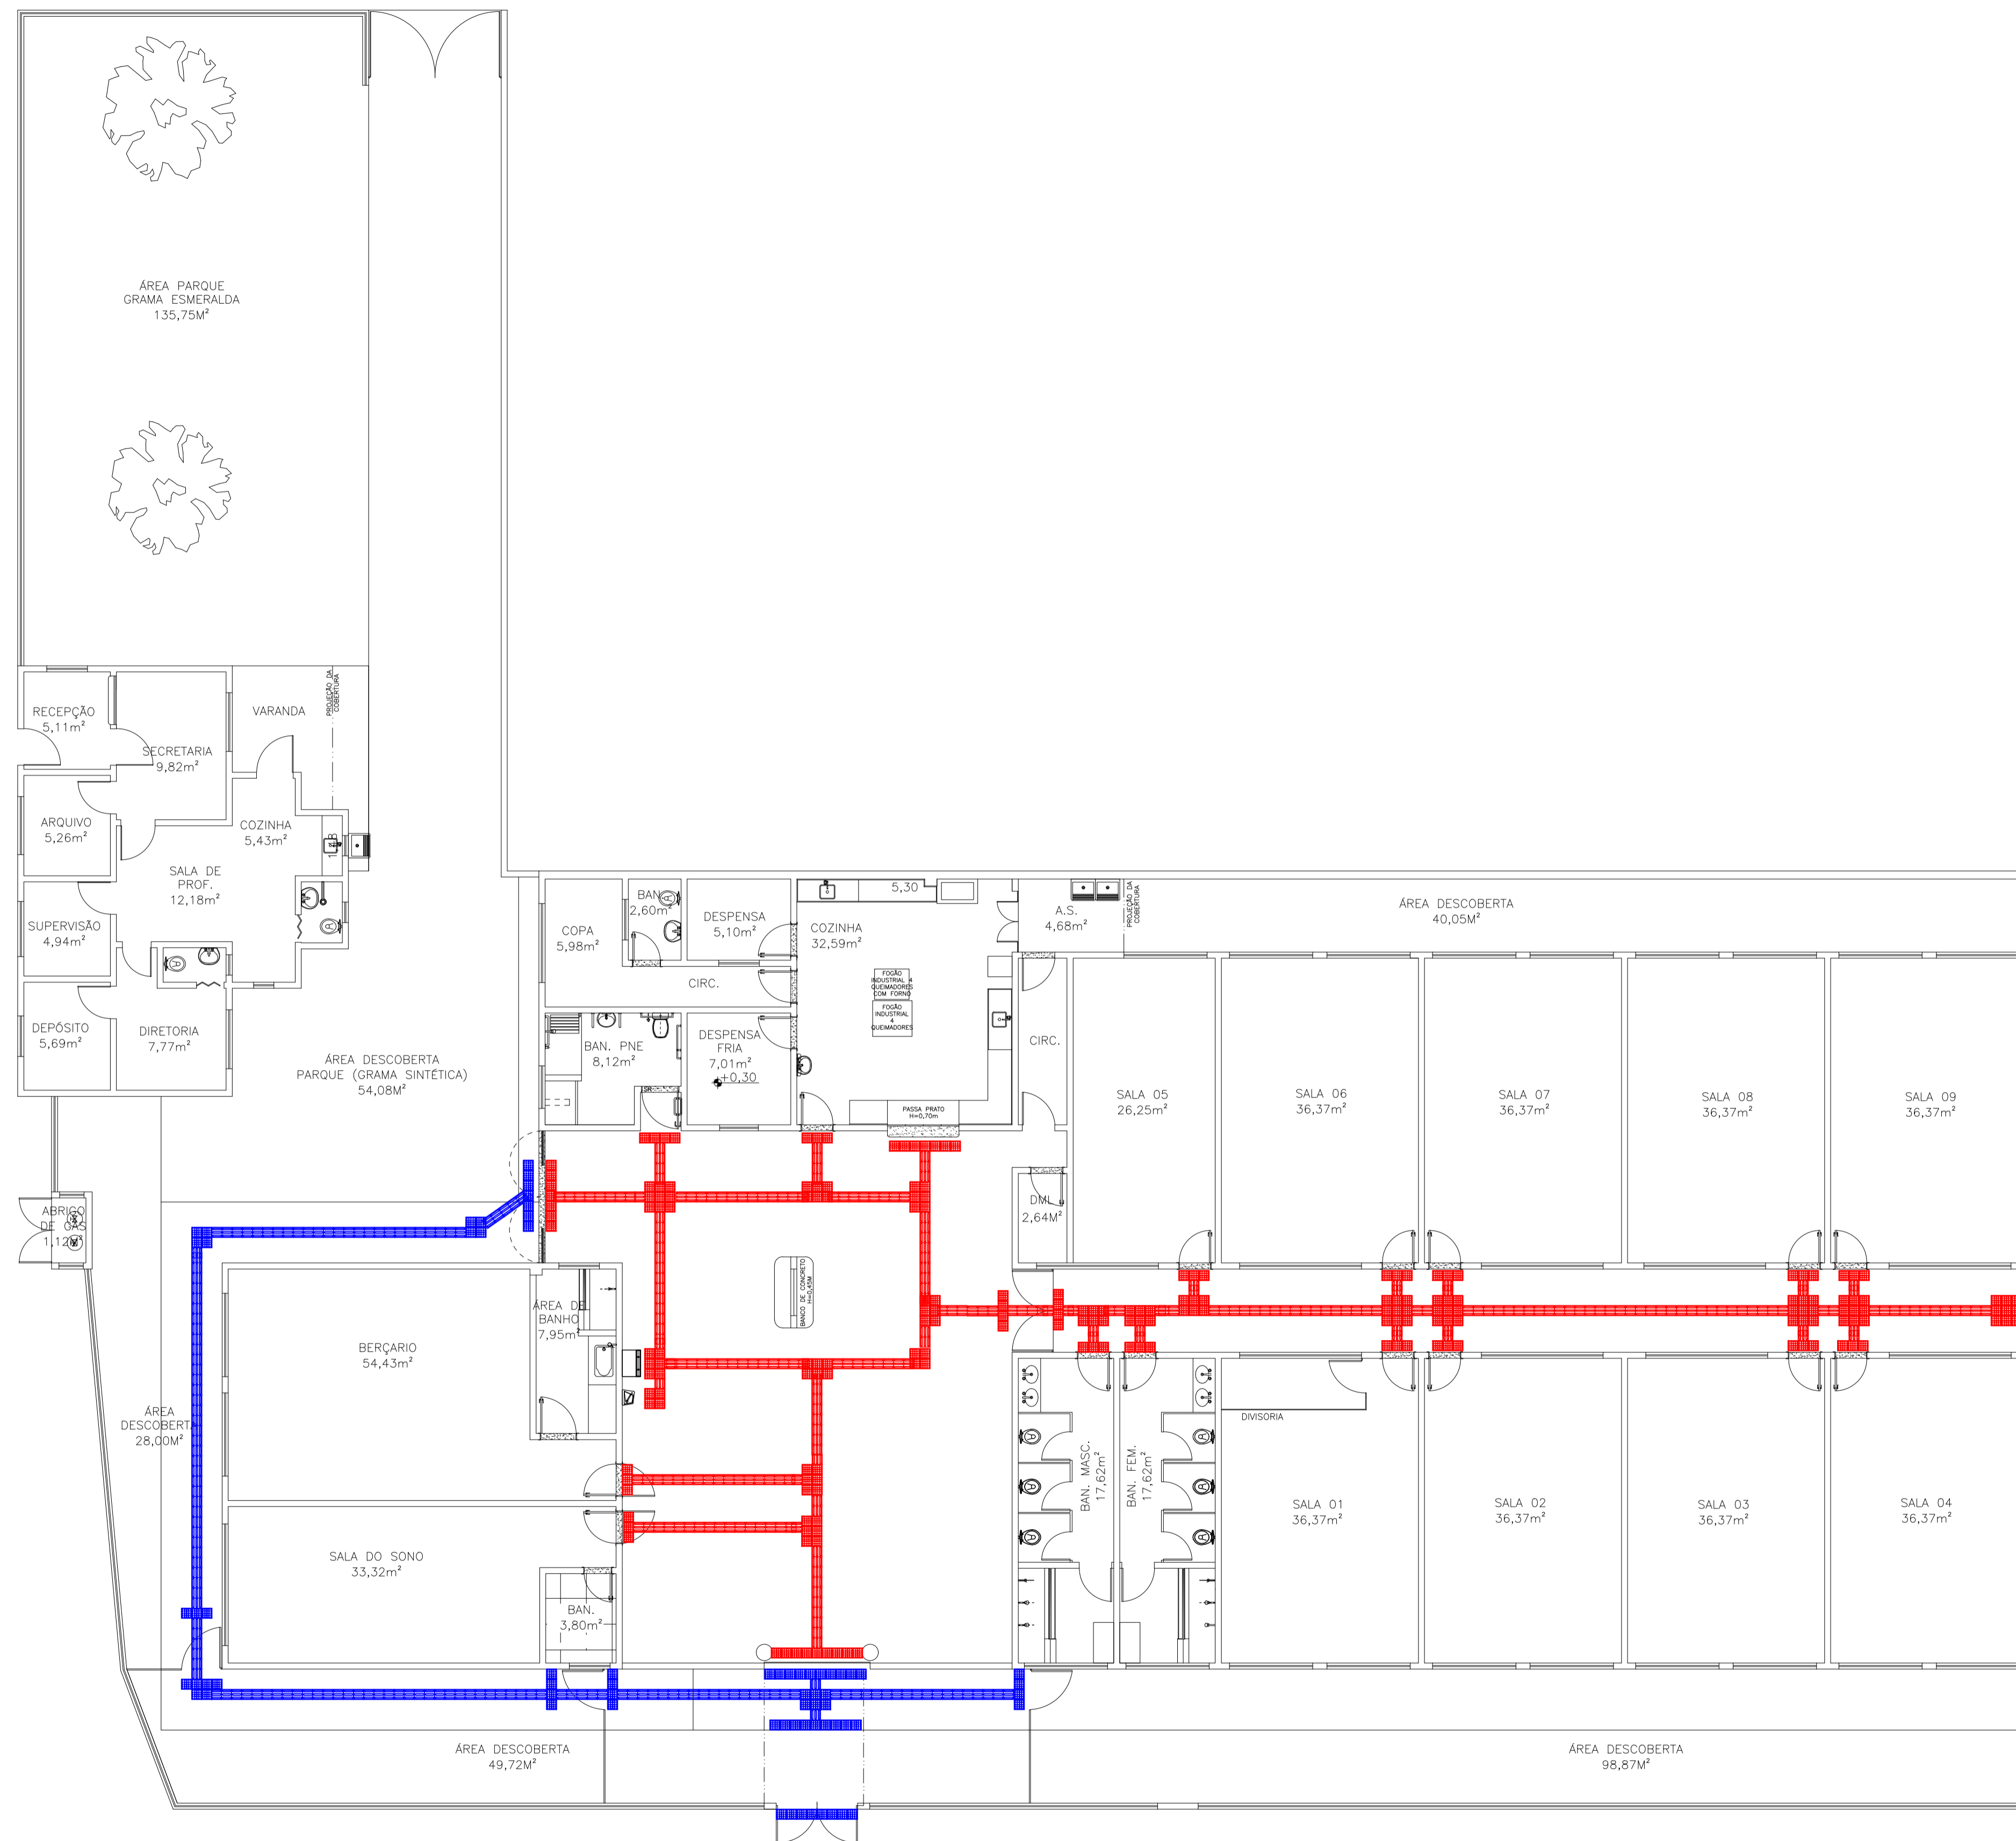 ÁREA PARQUE
GRAMA ESMERALDA
135,75M²
RECEPÇÃO
5,11m²
SECRETARIA
9,82m²
VARANDA
PROJEÇÃO DA
COBERTURA
ARQUIVO
5,26m²
COZINHA
5,43m²
SALA DE
PROF.
12,18m²
SUPERVISÃO
4,94m²
DEPÓSITO
5,69m²
DIRETORIA
7,77m²
ÁREA DESCOBERTA
PARQUE (GRAMA SINTÉTICA)
54,08M²
COPA
5,98m²
BAN.
2,60m²
DESPENSA
5,10m²
COZINHA
32,59m²
5,30
A.S.
4,68m²
PROJEÇÃO DA
COBERTURA
ÁREA DESCOBERTA
40,05M²
CIRC.
FOGÃO
INDUSTRIAL 4
QUEIMADORES
COM FORNO
FOGÃO
INDUSTRIAL
4
QUEIMADORES
BAN. PNE
8,12m²
DESPENSA
FRIA
7,01m²
+0,30
CIRC.
PASSA PRATO
H=0,70m
SALA 05
26,25m²
SALA 06
36,37m²
SALA 07
36,37m²
SALA 08
36,37m²
SALA 09
36,37m²
DML
2,64M²
ABRIGO
DE GÁS
1,12M²
BANCO DE CONCRETO
H=0,45M
ÁREA DE
BANHO
7,95m²
BERÇARIO
54,43m²
ÁREA
DESCOBERTA
28,00M²
SALA DO SONO
33,32m²
BAN.
3,80m²
BAN. MASC.
17,62m²
BAN. FEM.
17,62m²
DIVISORIA
SALA 01
36,37m²
SALA 02
36,37m²
SALA 03
36,37m²
SALA 04
36,37m²
ÁREA DESCOBERTA
49,72M²
ÁREA DESCOBERTA
98,87M²